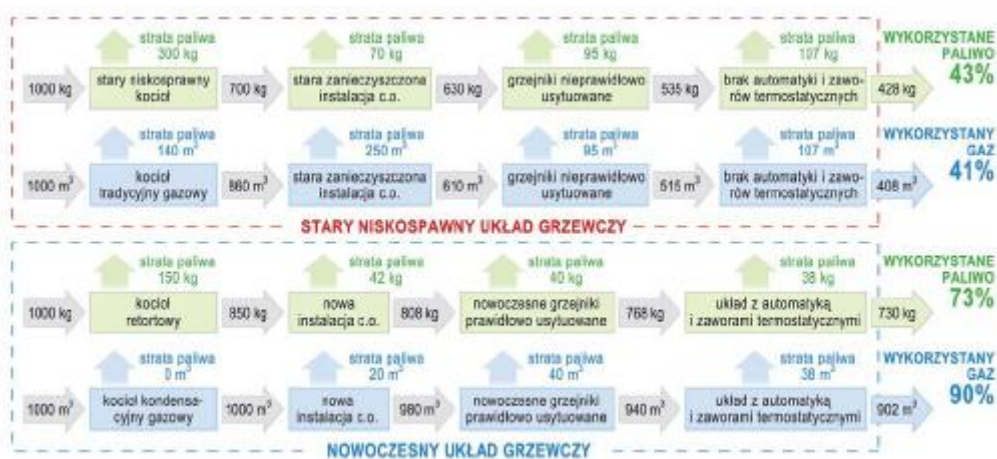 strata paliwa
300 kg
strata paliwa
70 kg
strata paliwa
95 kg
strata paliwa
107 kg
WYKORZYSTANE
PALIWO
43%
1000 kg
stary niskosprawny
kocioł
700 kg
stara zanieczyszczona
instalacja c.o.
630 kg
grzejniki nieprawidłowo
usytuowane
535 kg
brak automatyki i zawo-
rów termostatycznych
428 kg
strata paliwa
140 m³
strata paliwa
250 m³
strata paliwa
95 m³
strata paliwa
107 m³
WYKORZYSTANY
GAZ
41%
1000 m³
kocioł
tradycyjny gazowy
860 m³
stara zanieczyszczona
instalacja c.o.
610 m³
grzejniki nieprawidłowo
usytuowane
515 m³
brak automatyki i zawo-
rów termostatycznych
408 m³
STARY NISKOSPAWNY UKŁAD GRZEWCZY
strata paliwa
150 kg
strata paliwa
42 kg
strata paliwa
40 kg
strata paliwa
38 kg
WYKORZYSTANE
PALIWO
73%
1000 kg
kocioł
retortowy
850 kg
nowa
instalacja c.o.
808 kg
nowoczesne grzejniki
prawidłowo usytuowane
768 kg
układ z automatyką
i zaworami termostatycznymi
730 kg
strata paliwa
0 m³
strata paliwa
20 m³
strata paliwa
40 m³
strata paliwa
38 m³
WYKORZYSTANY
GAZ
90%
1000 m³
kocioł kondensa-
cyjny gazowy
1000 m³
nowa
instalacja c.o.
980 m³
nowoczesne grzejniki
prawidłowo usytuowane
940 m³
układ z automatyką
i zaworami termostatycznymi
902 m³
NOWOCZESNY UKŁAD GRZEWCZY